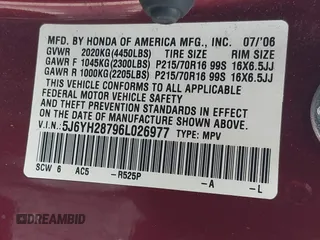 MFD. BY HONDA OF AMERICA MFG., INC. 07/'06
GVWR 2020KG(4450LBS) TIRE SIZE RIM SIZE
GAWR F 1045KG(2300LBS) P215/70R16 99S 16X6.5JJ
GAWR R 1000KG(2205LBS) P215/70R16 99S 16X6.5JJ
THIS VEHICLE CONFORMS TO ALL APPLICABLE FEDERAL MOTOR
VEHICLE SAFETY AND THEFT PREVENTION STANDARDS IN EFFECT
ON THE DATE OF MANUFACTURE SHOWN ABOVE.
V.I.N:5J6YH28796L026977 TYPE: MPV
SCW 6 AC5 -R525P -A -L
DREAMBID